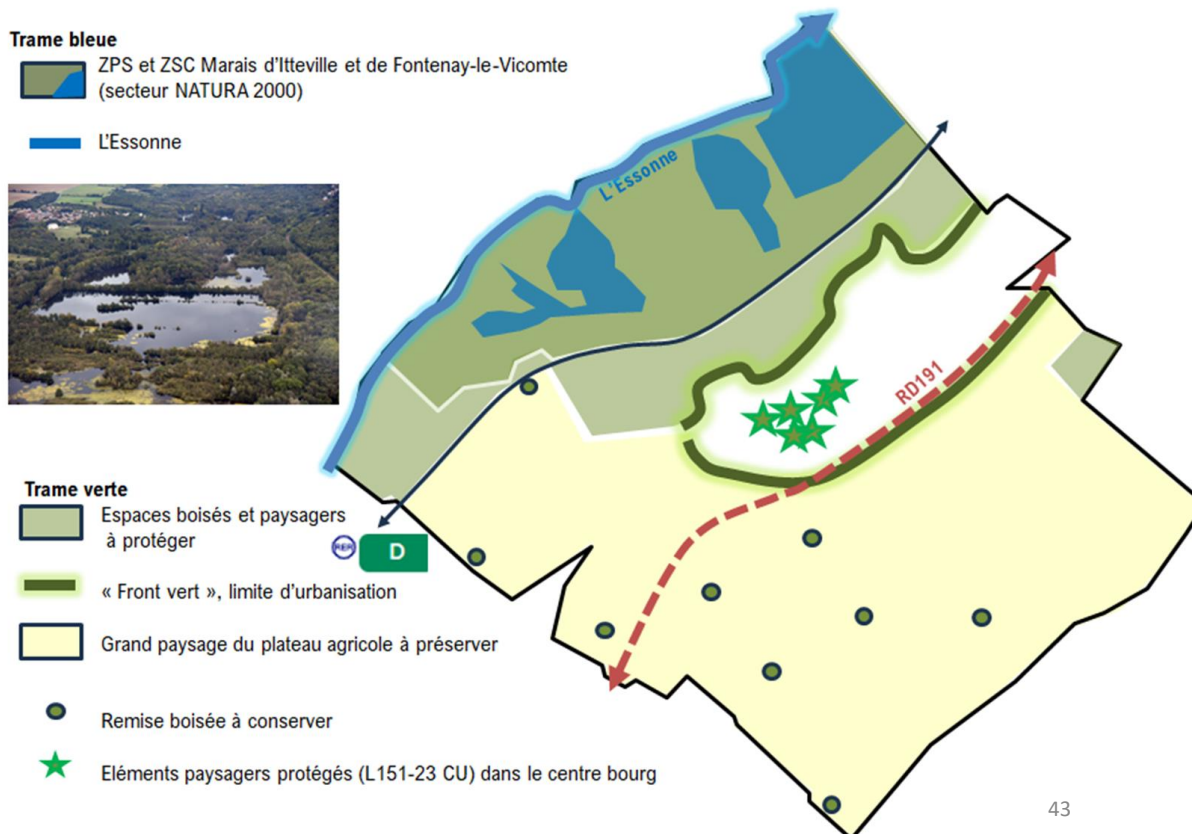 Trame bleue
ZPS et ZSC Marais d'Itteville et de Fontenay-le-Vicomte
(secteur NATURA 2000)
L'Essonne
L'Essonne
RD191
Trame verte
Espaces boisés et paysagers
à protéger
RER
D
« Front vert », limite d'urbanisation
Grand paysage du plateau agricole à préserver
Remise boisée à conserver
Eléments paysagers protégés (L151-23 CU) dans le centre bourg
43